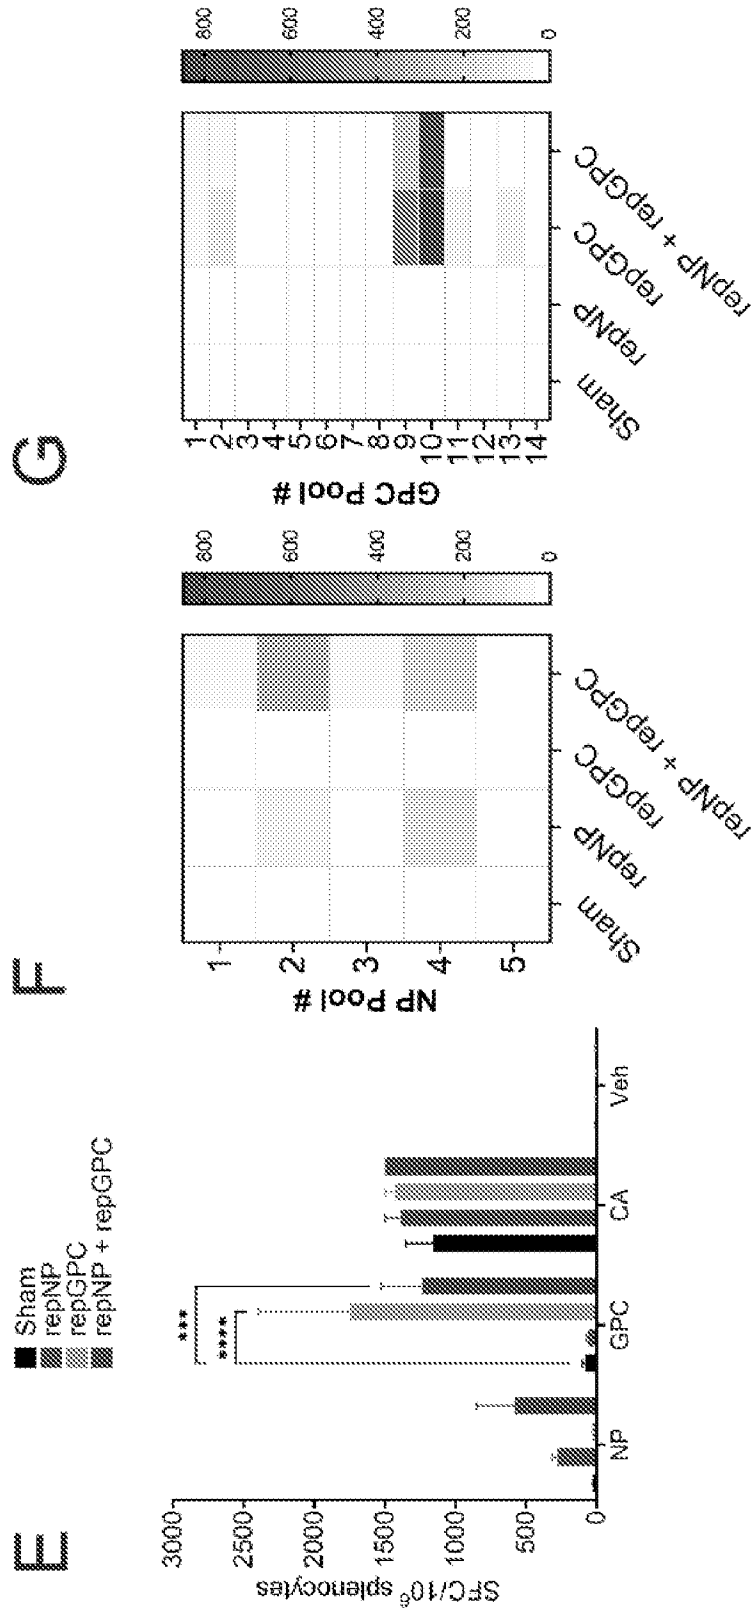 E
Sham
repNP
repGPC
repNP + repGPC
SFC/10⁶ splenocytes
3000
2500
2000
1500
1000
500
0
***
****
NP
GPC
CA
Veh
F
NP Pool #
1
2
3
4
5
Sham
repNP
repGPC
repNP + repGPC
800
600
400
200
0
G
GPC Pool #
1
2
3
4
5
6
7
8
9
10
11
12
13
14
Sham
repNP
repGPC
repNP + repGPC
800
600
400
200
0